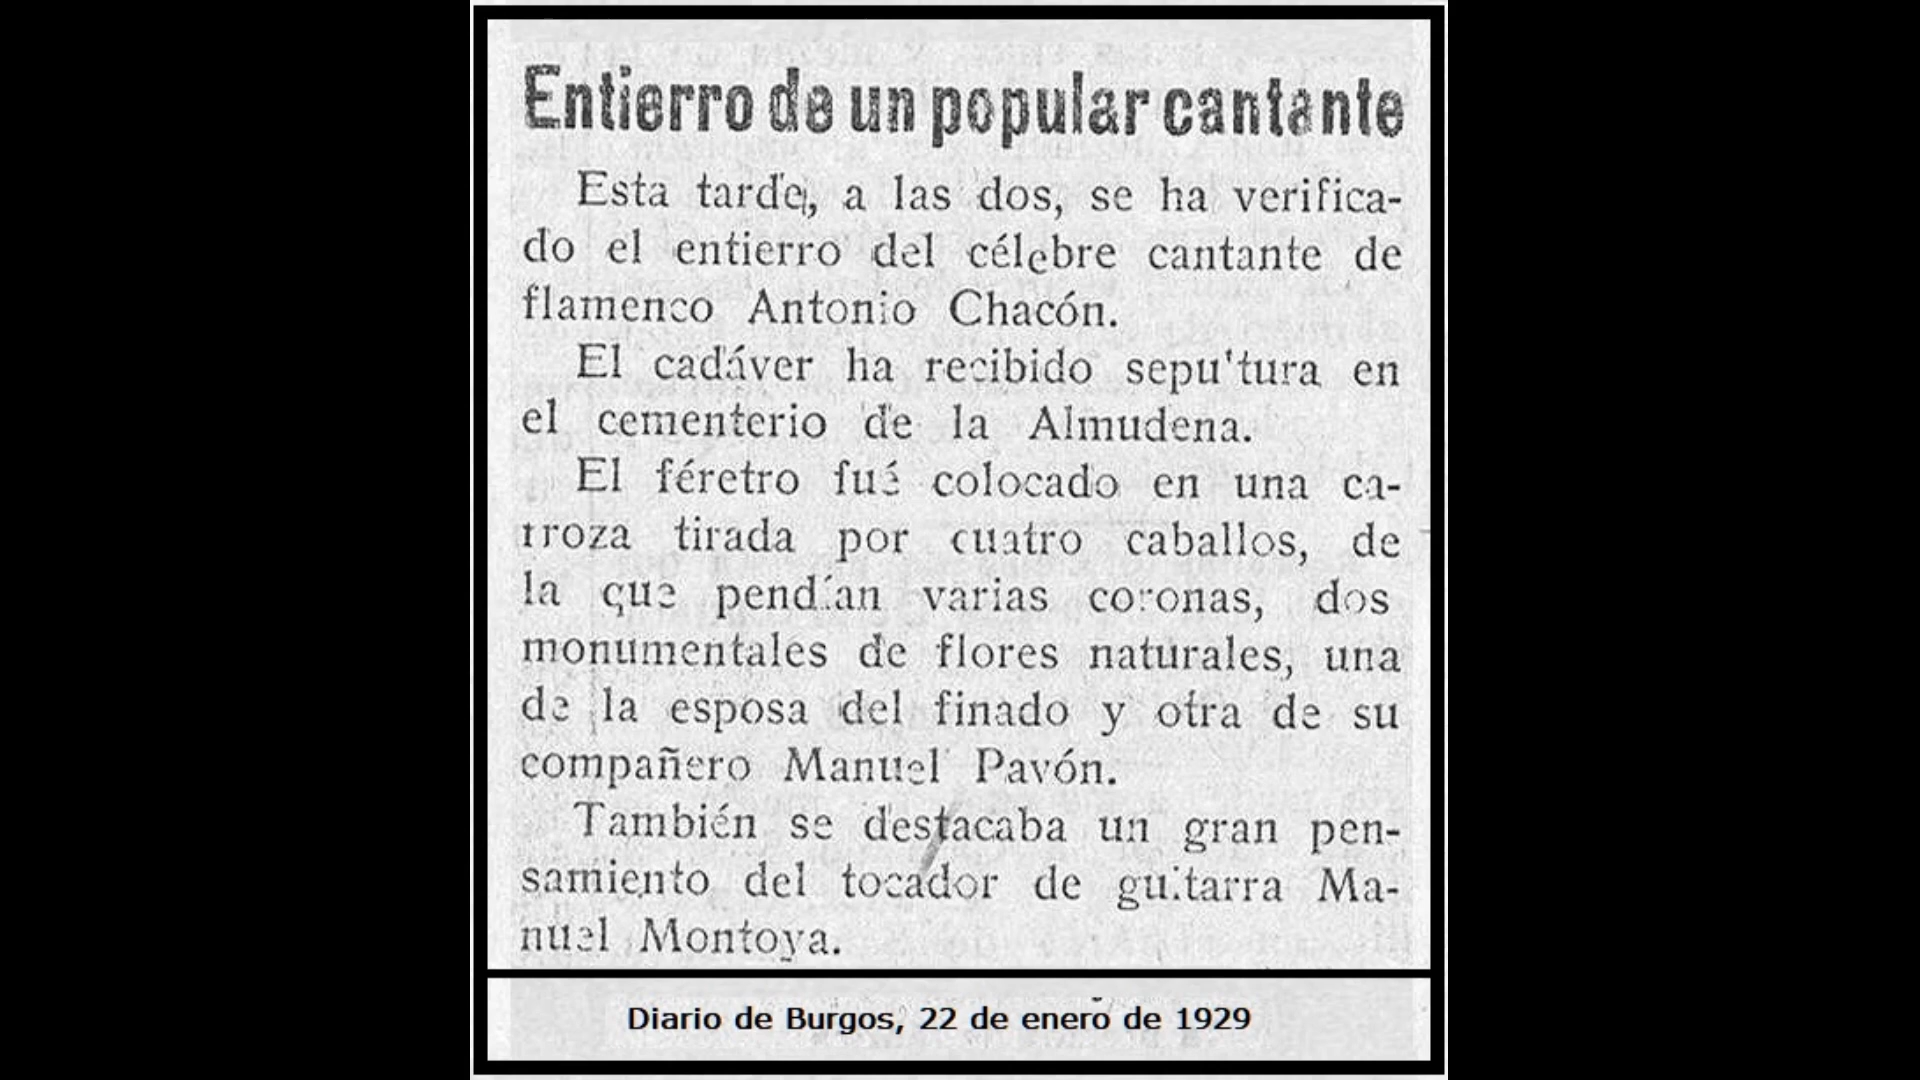 Entierro de un popular cantante
Esta tarde, a las dos, se ha verifica-
do el entierro del célebre cantante de
flamenco Antonio Chacón.
El cadáver ha recibido sepu'tura en
el cementerio de la Almudena.
El féretro fué colocado en una ca-
rroza tirada por cuatro caballos, de
la que pendían varias coronas, dos
monumentales de flores naturales, una
de la esposa del finado y otra de su
compañero Manuel Pavón.
También se destacaba un gran pen-
samiento del tocador de guitarra Ma-
nuel Montoya.
Diario de Burgos, 22 de enero de 1929